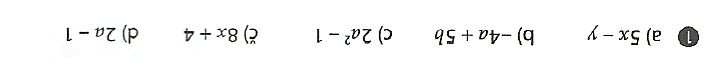 1 a) 5x − y b) −4a + 5b c) 2a² − 1 č) 8x + 4 d) 2a − 1